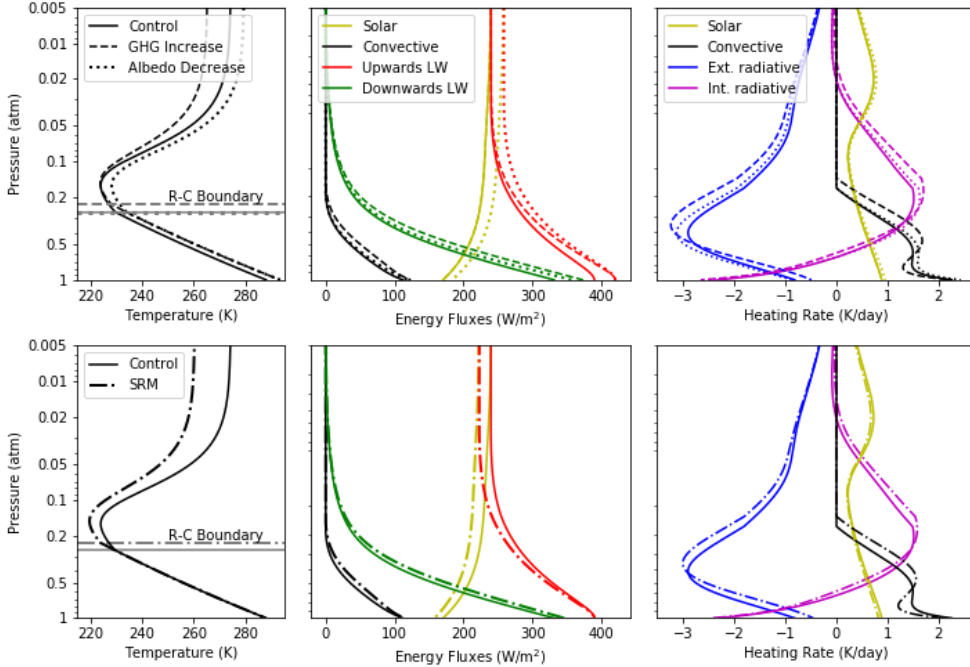 Control
GHG Increase
Albedo Decrease
R-C Boundary
0.005
0.01
0.02
0.05
0.1
0.2
0.5
1
Pressure (atm)
220 240 260 280
Temperature (K)
Solar
Convective
Upwards LW
Downwards LW
0 100 200 300 400
Energy Fluxes (W/m²)
Solar
Convective
Ext. radiative
Int. radiative
−3 −2 −1 0 1 2
Heating Rate (K/day)
Control
SRM
R-C Boundary
0.005
0.01
0.02
0.05
0.1
0.2
0.5
1
Pressure (atm)
220 240 260 280
Temperature (K)
0 100 200 300 400
Energy Fluxes (W/m²)
−3 −2 −1 0 1 2
Heating Rate (K/day)